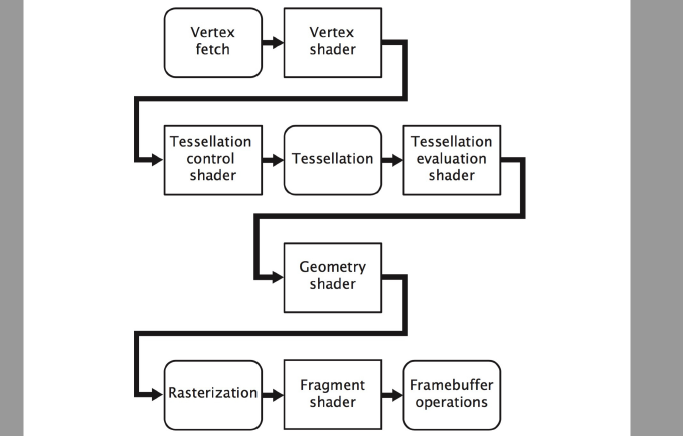 Vertex
fetch
Vertex
shader
Tessellation
control
shader
Tessellation
Tessellation
evaluation
shader
Geometry
shader
Rasterization
Fragment
shader
Framebuffer
operations